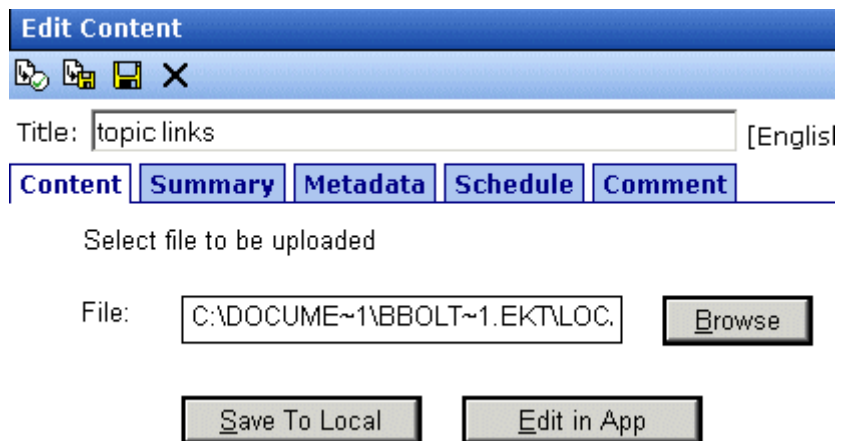 Edit Content
Title: topic links [English
Content Summary Metadata Schedule Comment
Select file to be uploaded
File: C:\DOCUME~1\BBOLT~1.EKT\LOC. Browse
Save To Local Edit in App